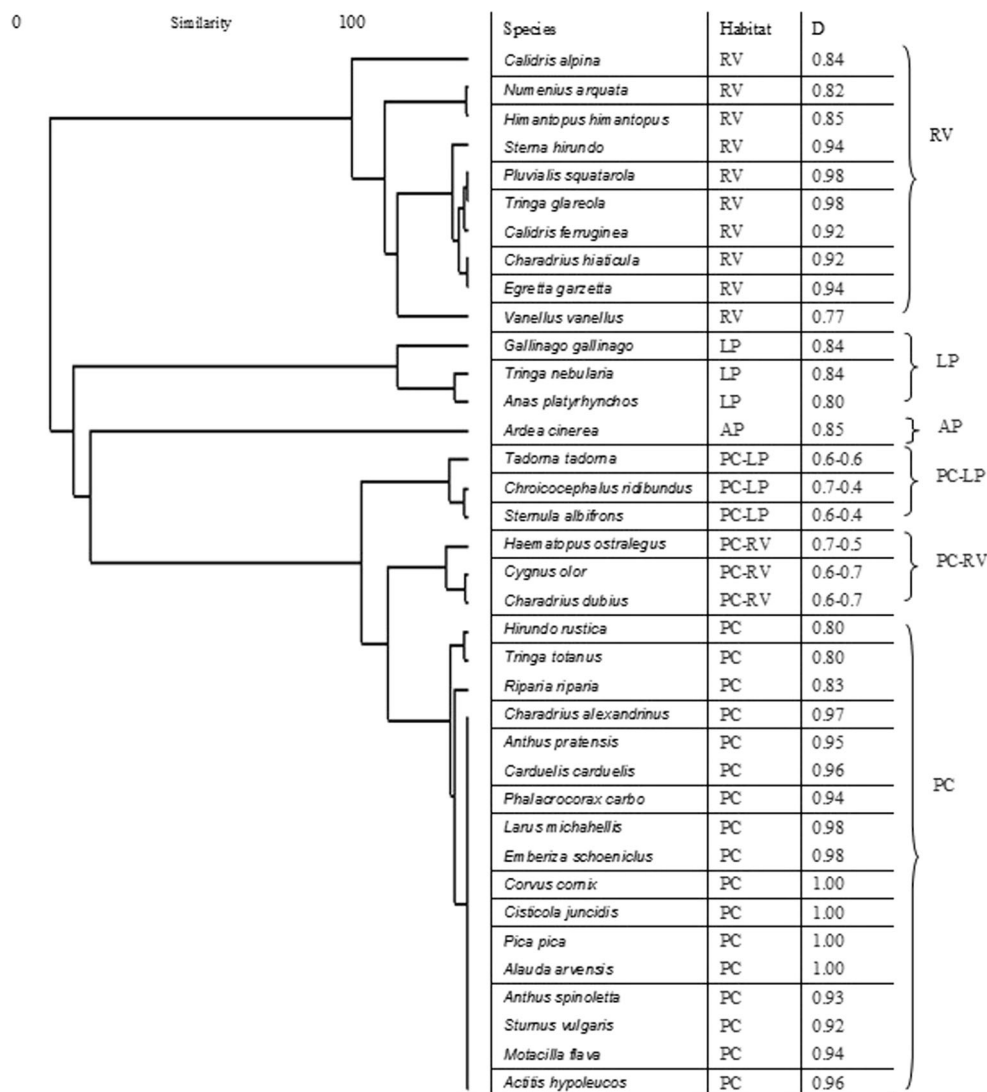 0 Similarity 100 Species Habitat D
Calidris alpina RV 0.84
Numenius arquata RV 0.82
Himantopus himantopus RV 0.85
RV
Sterna hirundo RV 0.94
Pluvialis squatarola RV 0.98
Tringa glareola RV 0.98
Calidris ferruginea RV 0.92
Charadrius hiaticula RV 0.92
Egretta garzetta RV 0.94
Vanellus vanellus RV 0.77
Gallinago gallinago LP 0.84
Tringa nebularia LP 0.84 LP
Anas platyrhynchos LP 0.80
Ardea cinerea AP 0.85 AP
Tadorna tadorna PC-LP 0.6-0.6
Chroicocephalus ridibundus PC-LP 0.7-0.4 PC-LP
Sternula albifrons PC-LP 0.6-0.4
Haematopus ostralegus PC-RV 0.7-0.5
Cygnus olor PC-RV 0.6-0.7 PC-RV
Charadrius dubius PC-RV 0.6-0.7
Hirundo rustica PC 0.80
Tringa totanus PC 0.80
Riparia riparia PC 0.83
Charadrius alexandrinus PC 0.97
Anthus pratensis PC 0.95
Carduelis carduelis PC 0.96
PC
Phalacrocorax carbo PC 0.94
Larus michahellis PC 0.98
Emberiza schoeniclus PC 0.98
Corvus cornix PC 1.00
Cisticola juncidis PC 1.00
Pica pica PC 1.00
Alauda arvensis PC 1.00
Anthus spinoletta PC 0.93
Sturnus vulgaris PC 0.92
Motacilla flava PC 0.94
Actitis hypoleucos PC 0.96